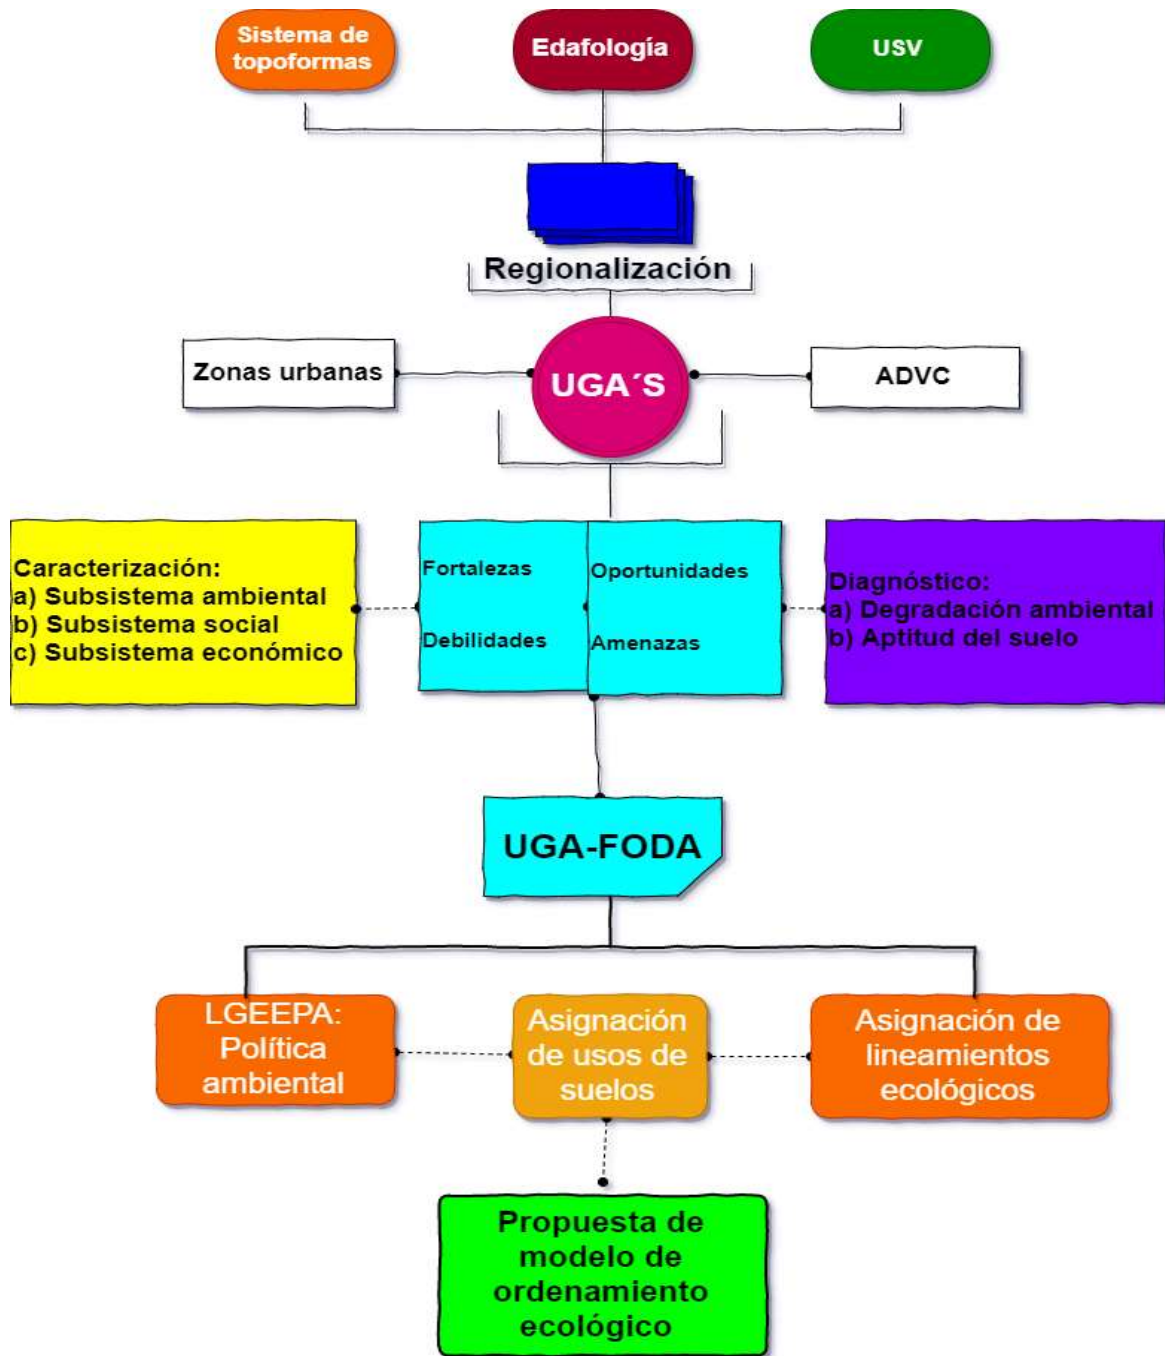 Sistema de
topoformas
Edafología
USV
Regionalización
Zonas urbanas
UGA´S
ADVC
Caracterización:
a) Subsistema ambiental
b) Subsistema social
c) Subsistema económico
Fortalezas
Oportunidades
Debilidades
Amenazas
Diagnóstico:
a) Degradación ambiental
b) Aptitud del suelo
UGA-FODA
LGEEPA:
Política
ambiental
Asignación
de usos de
suelos
Asignación de
lineamientos
ecológicos
Propuesta de
modelo de
ordenamiento
ecológico